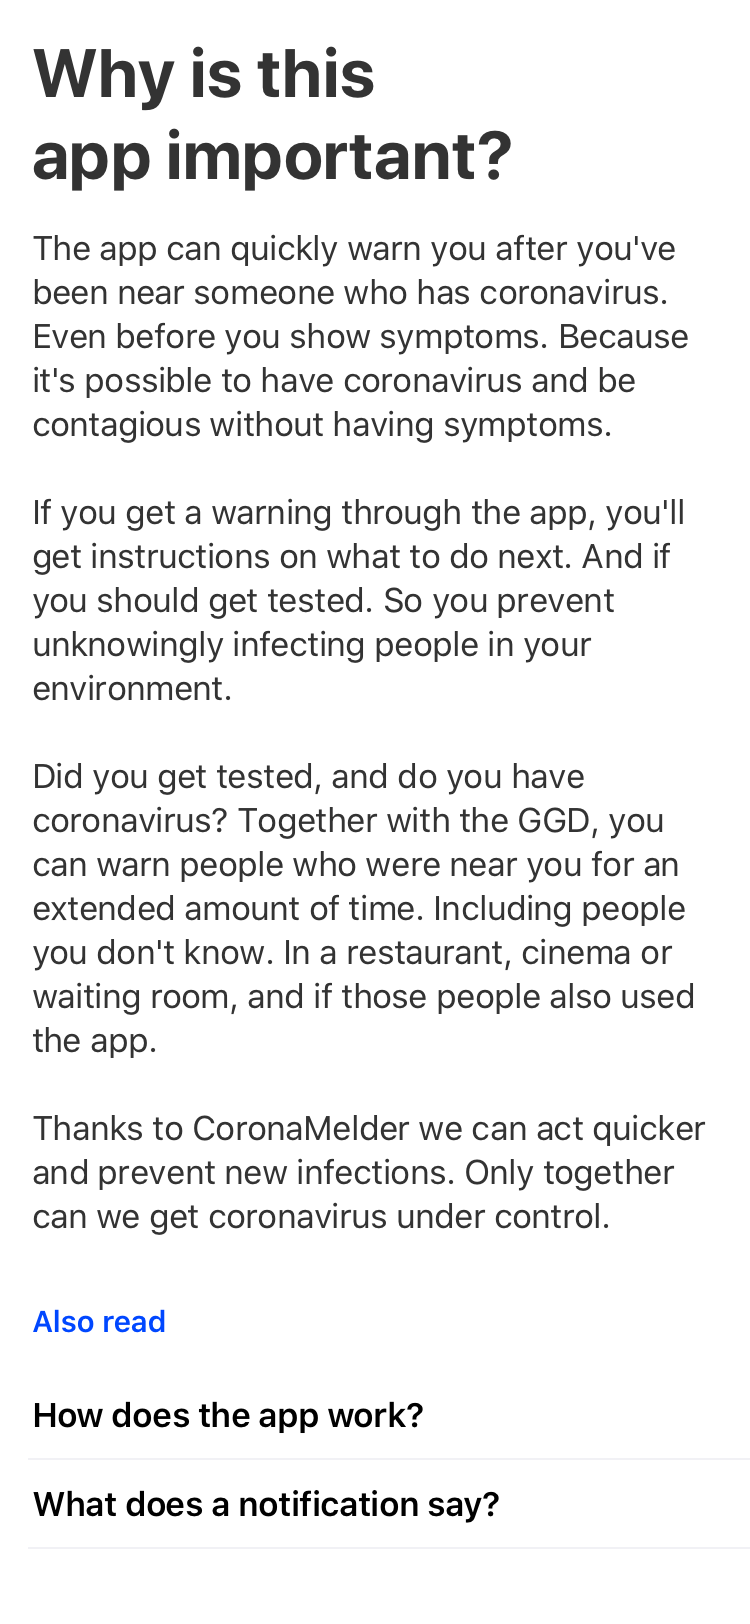 Why is this
app important?
The app can quickly warn you after you've
been near someone who has coronavirus.
Even before you show symptoms. Because
it's possible to have coronavirus and be
contagious without having symptoms.
If you get a warning through the app, you'll
get instructions on what to do next. And if
you should get tested. So you prevent
unknowingly infecting people in your
environment.
Did you get tested, and do you have
coronavirus? Together with the GGD, you
can warn people who were near you for an
extended amount of time. Including people
you don't know. In a restaurant, cinema or
waiting room, and if those people also used
the app.
Thanks to CoronaMelder we can act quicker
and prevent new infections. Only together
can we get coronavirus under control.
Also read
How does the app work?
What does a notification say?